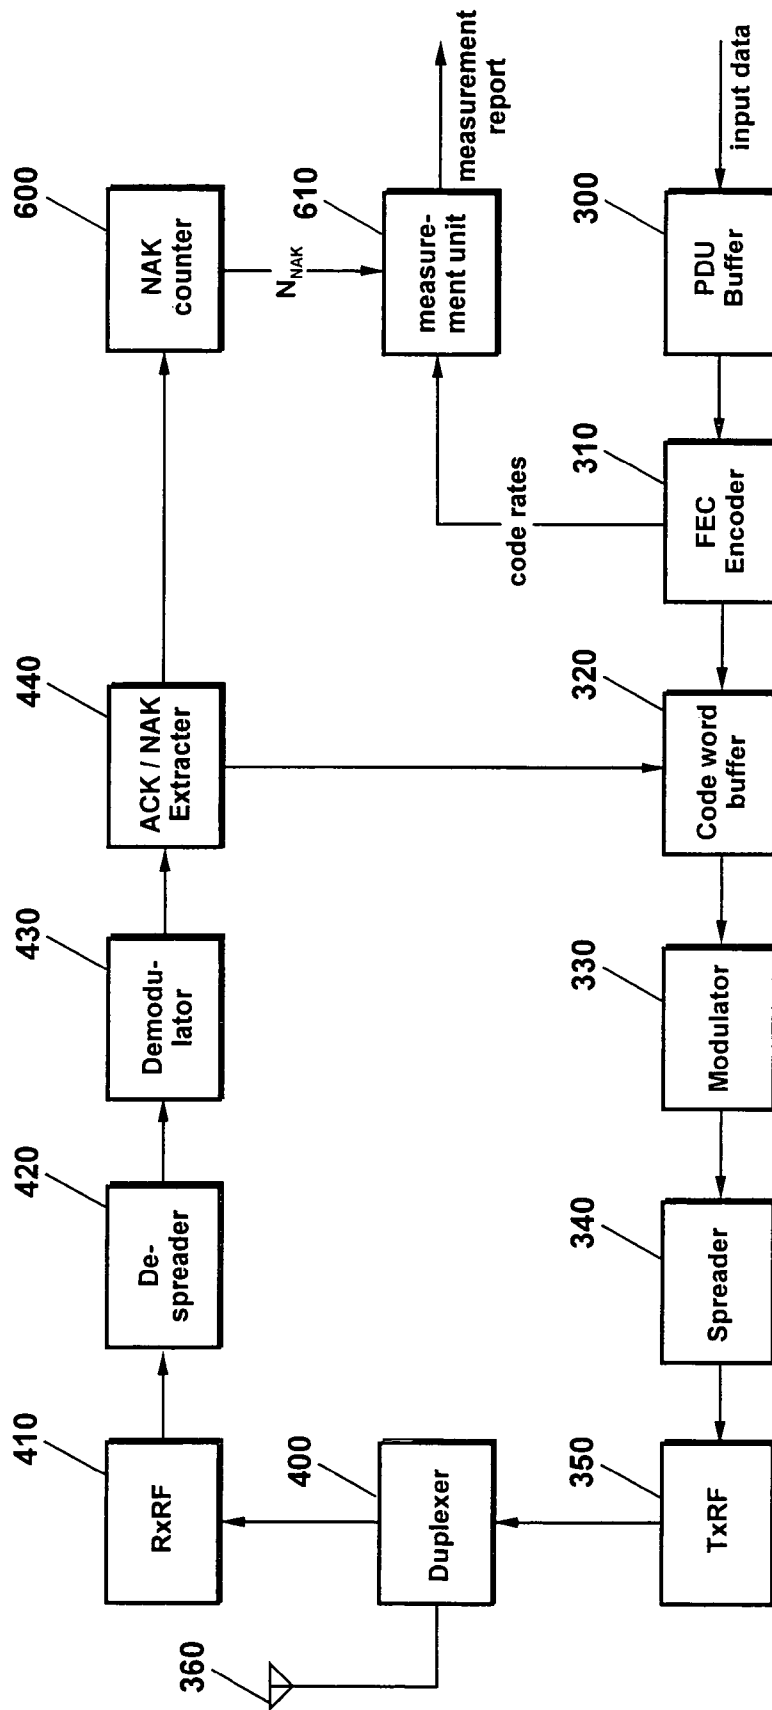 360
410
RxRF
420
De-
spreader
430
Demodu-
lator
440
ACK / NAK
Extracter
600
NAK
counter
N_NAK
400
Duplexer
610
measure-
ment unit
measurement
report
code rates
350
TxRF
340
Spreader
330
Modulator
320
Code word
buffer
310
FEC
Encoder
300
PDU
Buffer
input data